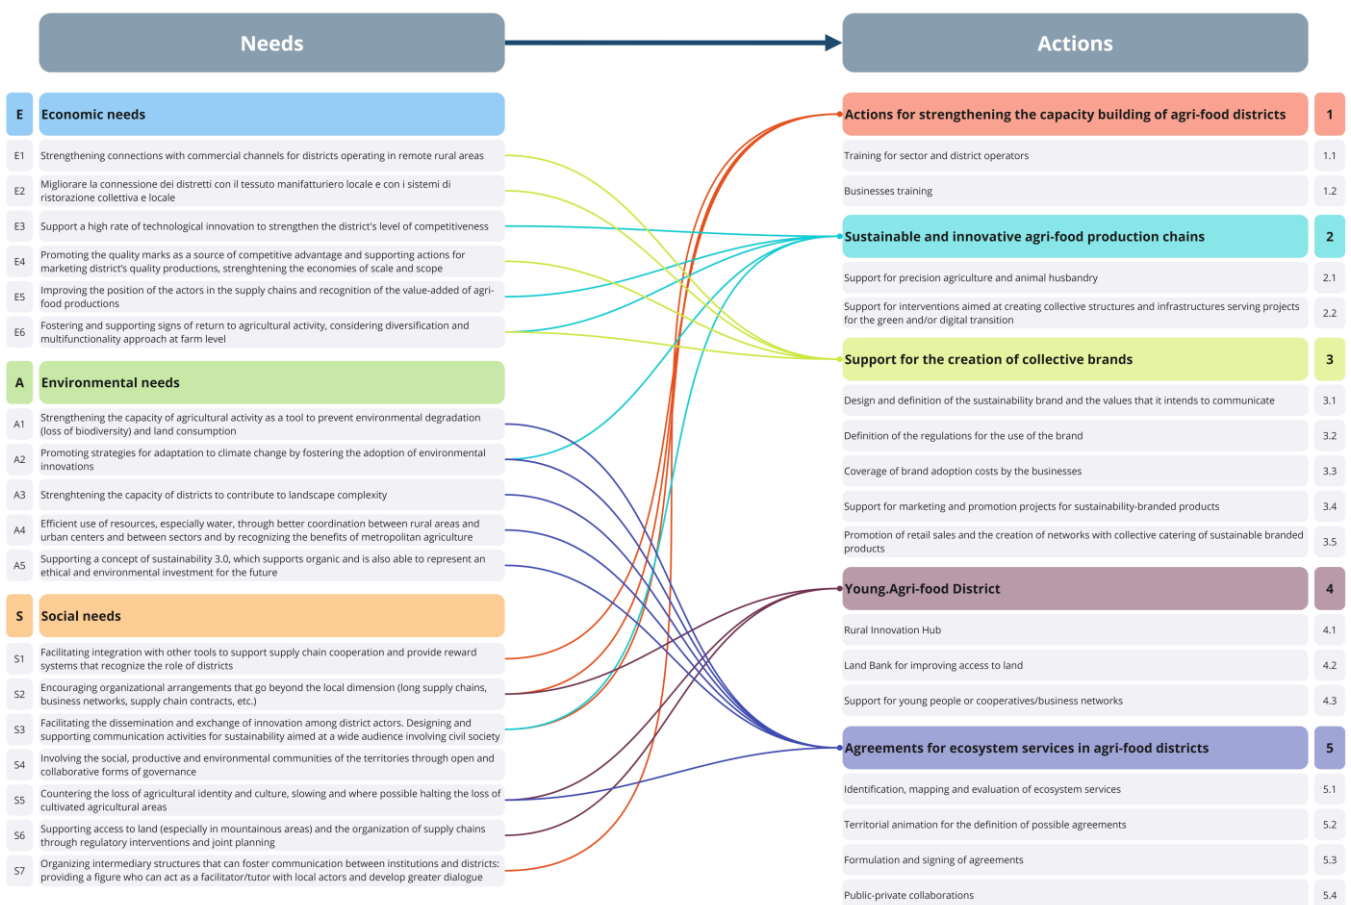 Needs
Actions
E
Economic needs
E1
Strengthening connections with commercial channels for districts operating in remote rural areas
E2
Migliorare la connessione dei distretti con il tessuto manifatturiero locale e con i sistemi di
ristorazione collettiva e locale
E3
Support a high rate of technological innovation to strengthen the district's level of competitiveness
E4
Promoting the quality marks as a source of competitive advantage and supporting actions for
marketing district's quality productions, strengthening the economies of scale and scope
E5
Improving the position of the actors in the supply chains and recognition of the value-added of agri-
food productions
E6
Fostering and supporting signs of return to agricultural activity, considering diversification and
multifunctionality approach at farm level
A
Environmental needs
A1
Strengthening the capacity of agricultural activity as a tool to prevent environmental degradation
(loss of biodiversity) and land consumption
A2
Promoting strategies for adaptation to climate change by fostering the adoption of environmental
innovations
A3
Strenghtening the capacity of districts to contribute to landscape complexity
A4
Efficient use of resources, especially water, through better coordination between rural areas and
urban centers and between sectors and by recognizing the benefits of metropolitan agriculture
A5
Supporting a concept of sustainability 3.0, which supports organic and is also able to represent an
ethical and environmental investment for the future
S
Social needs
S1
Facilitating integration with other tools to support supply chain cooperation and provide reward
systems that recognize the role of districts
S2
Encouraging organizational arrangements that go beyond the local dimension (long supply chains,
business networks, supply chain contracts, etc.)
S3
Facilitating the dissemination and exchange of innovation among district actors. Designing and
supporting communication activities for sustainability aimed at a wide audience involving civil society
S4
Involving the social, productive and environmental communities of the territories through open and
collaborative forms of governance
S5
Countering the loss of agricultural identity and culture, slowing and where possible halting the loss of
cultivated agricultural areas
S6
Supporting access to land (especially in mountainous areas) and the organization of supply chains
through regulatory interventions and joint planning
S7
Organizing intermediary structures that can foster communication between institutions and districts:
providing a figure who can act as a facilitator/tutor with local actors and develop greater dialogue
Actions for strengthening the capacity building of agri-food districts
1
Training for sector and district operators
1.1
Businesses training
1.2
Sustainable and innovative agri-food production chains
2
Support for precision agriculture and animal husbandry
2.1
Support for interventions aimed at creating collective structures and infrastructures serving projects
for the green and/or digital transition
2.2
Support for the creation of collective brands
3
Design and definition of the sustainability brand and the values that it intends to communicate
3.1
Definition of the regulations for the use of the brand
3.2
Coverage of brand adoption costs by the businesses
3.3
Support for marketing and promotion projects for sustainability-branded products
3.4
Promotion of retail sales and the creation of networks with collective catering of sustainable branded
products
3.5
Young.Agri-food District
4
Rural Innovation Hub
4.1
Land Bank for improving access to land
4.2
Support for young people or cooperatives/business networks
4.3
Agreements for ecosystem services in agri-food districts
5
Identification, mapping and evaluation of ecosystem services
5.1
Territorial animation for the definition of possible agreements
5.2
Formulation and signing of agreements
5.3
Public-private collaborations
5.4